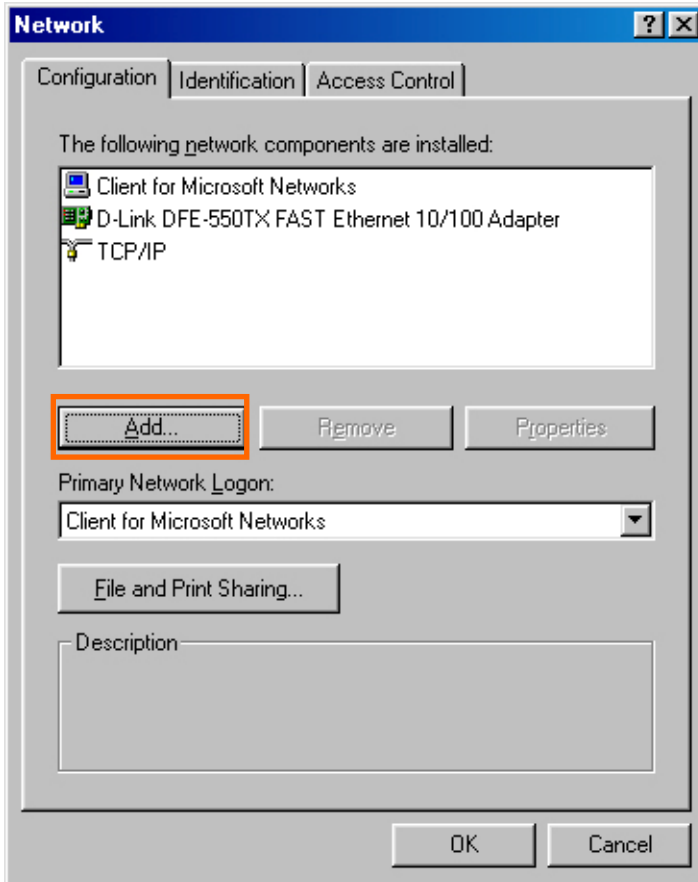 Network
Configuration Identification Access Control
The following network components are installed:
Client for Microsoft Networks
D-Link DFE-550TX FAST Ethernet 10/100 Adapter
TCP/IP
Add... Remove Properties
Primary Network Logon:
Client for Microsoft Networks
File and Print Sharing...
Description
OK Cancel